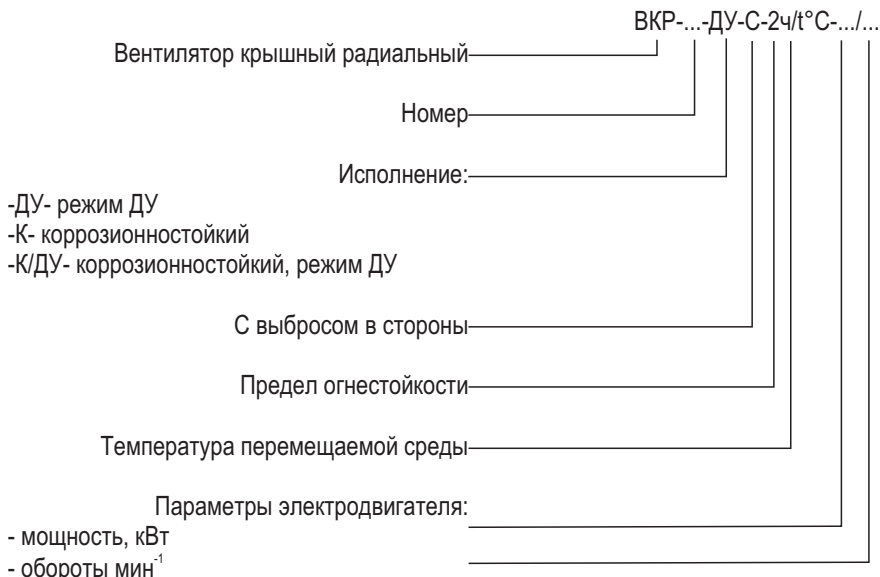 ВКР-...-ДУ-С-2ч/t°С-.../...
Вентилятор крышный радиальный
Номер
Исполнение:
-ДУ- режим ДУ
-К- коррозионностойкий
-К/ДУ- коррозионностойкий, режим ДУ
С выбросом в стороны
Предел огнестойкости
Температура перемещаемой среды
Параметры электродвигателя:
- мощность, кВт
- обороты мин⁻¹